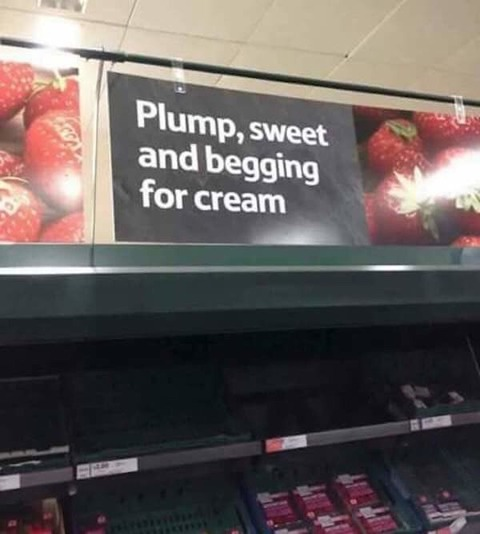 Plump, sweet
and begging
for cream